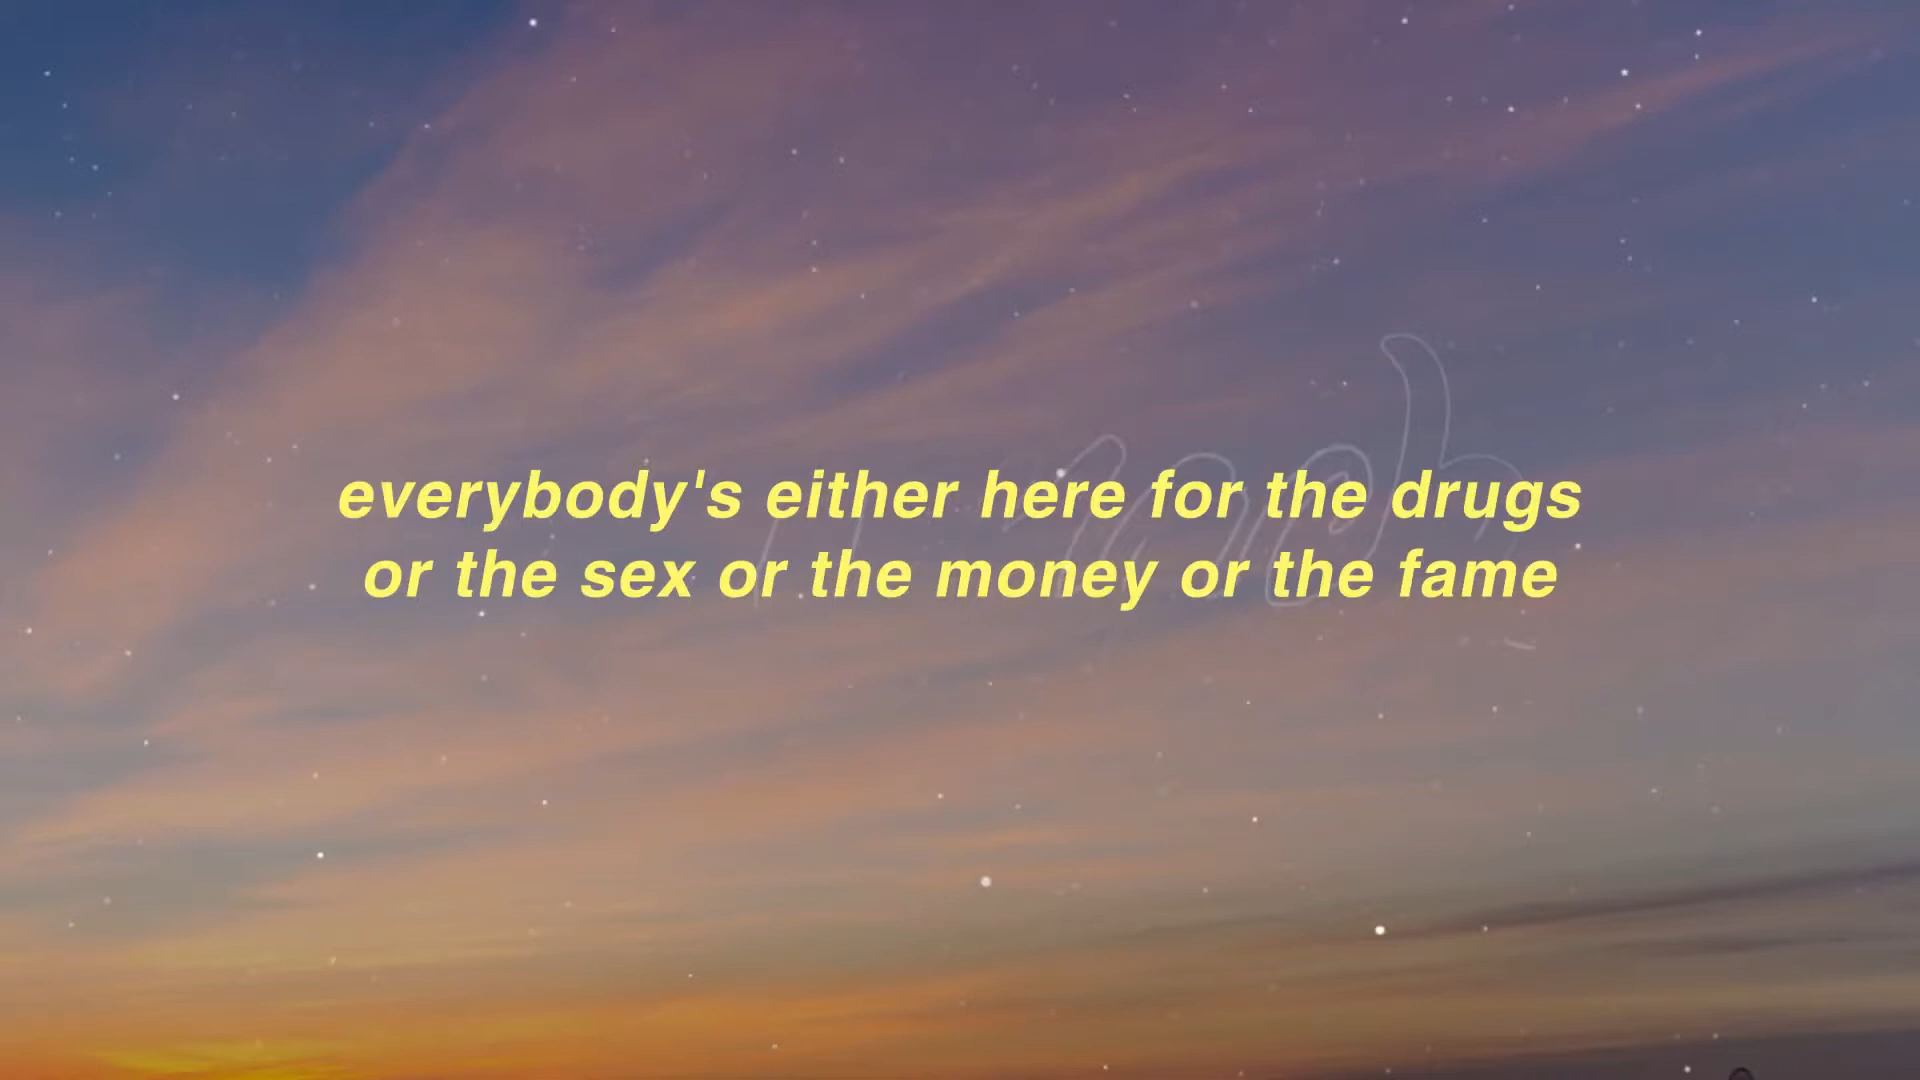 everybody's either here for the drugs
or the sex or the money or the fame